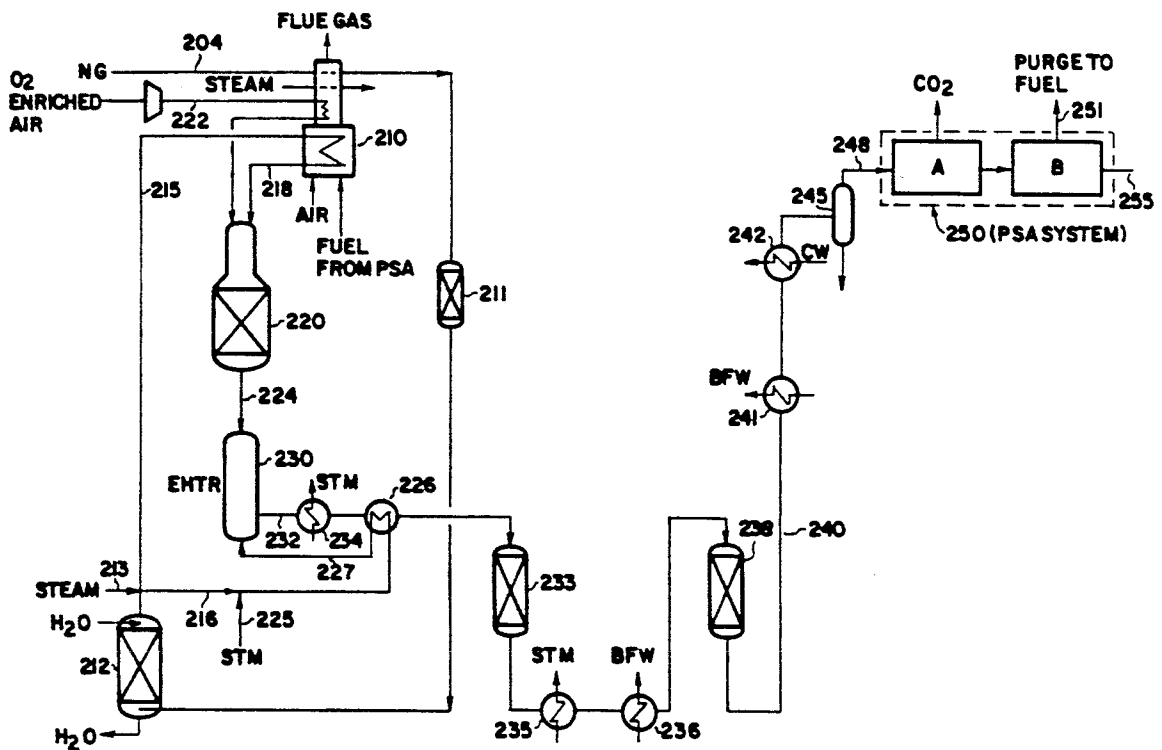 FLUE GAS
204
NG
STEAM
O2
ENRICHED
AIR
222
210
215
218
AIR
FUEL
FROM PSA
211
220
224
230
EHTR
STM
226
232
234
227
213
STEAM
216
225
STM
H2O
212
H2O
233
STM
BFW
235
236
238
240
BFW
241
242
CW
245
248
CO2
PURGE TO
FUEL
251
A
B
255
250 (PSA SYSTEM)